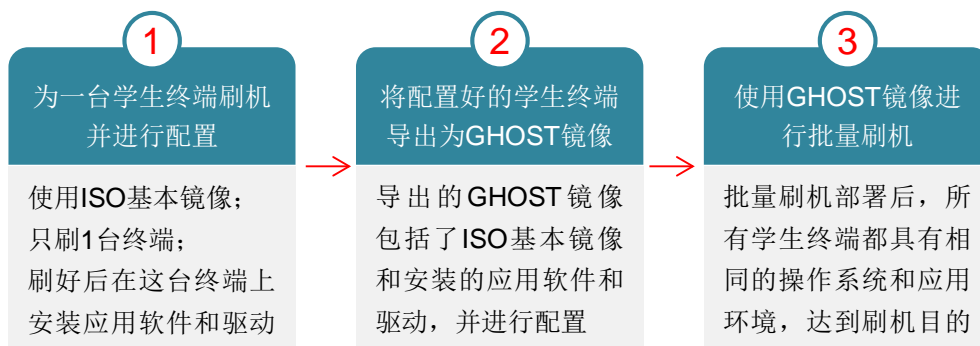 1
为一台学生终端刷机
并进行配置
使用ISO基本镜像；
只刷1台终端；
刷好后在这台终端上
安装应用软件和驱动
2
将配置好的学生终端
导出为GHOST镜像
导出的GHOST镜像
包括了ISO基本镜像
和安装的应用软件和
驱动，并进行配置
3
使用GHOST镜像进
行批量刷机
批量刷机部署后，所
有学生终端都具有相
同的操作系统和应用
环境，达到刷机目的